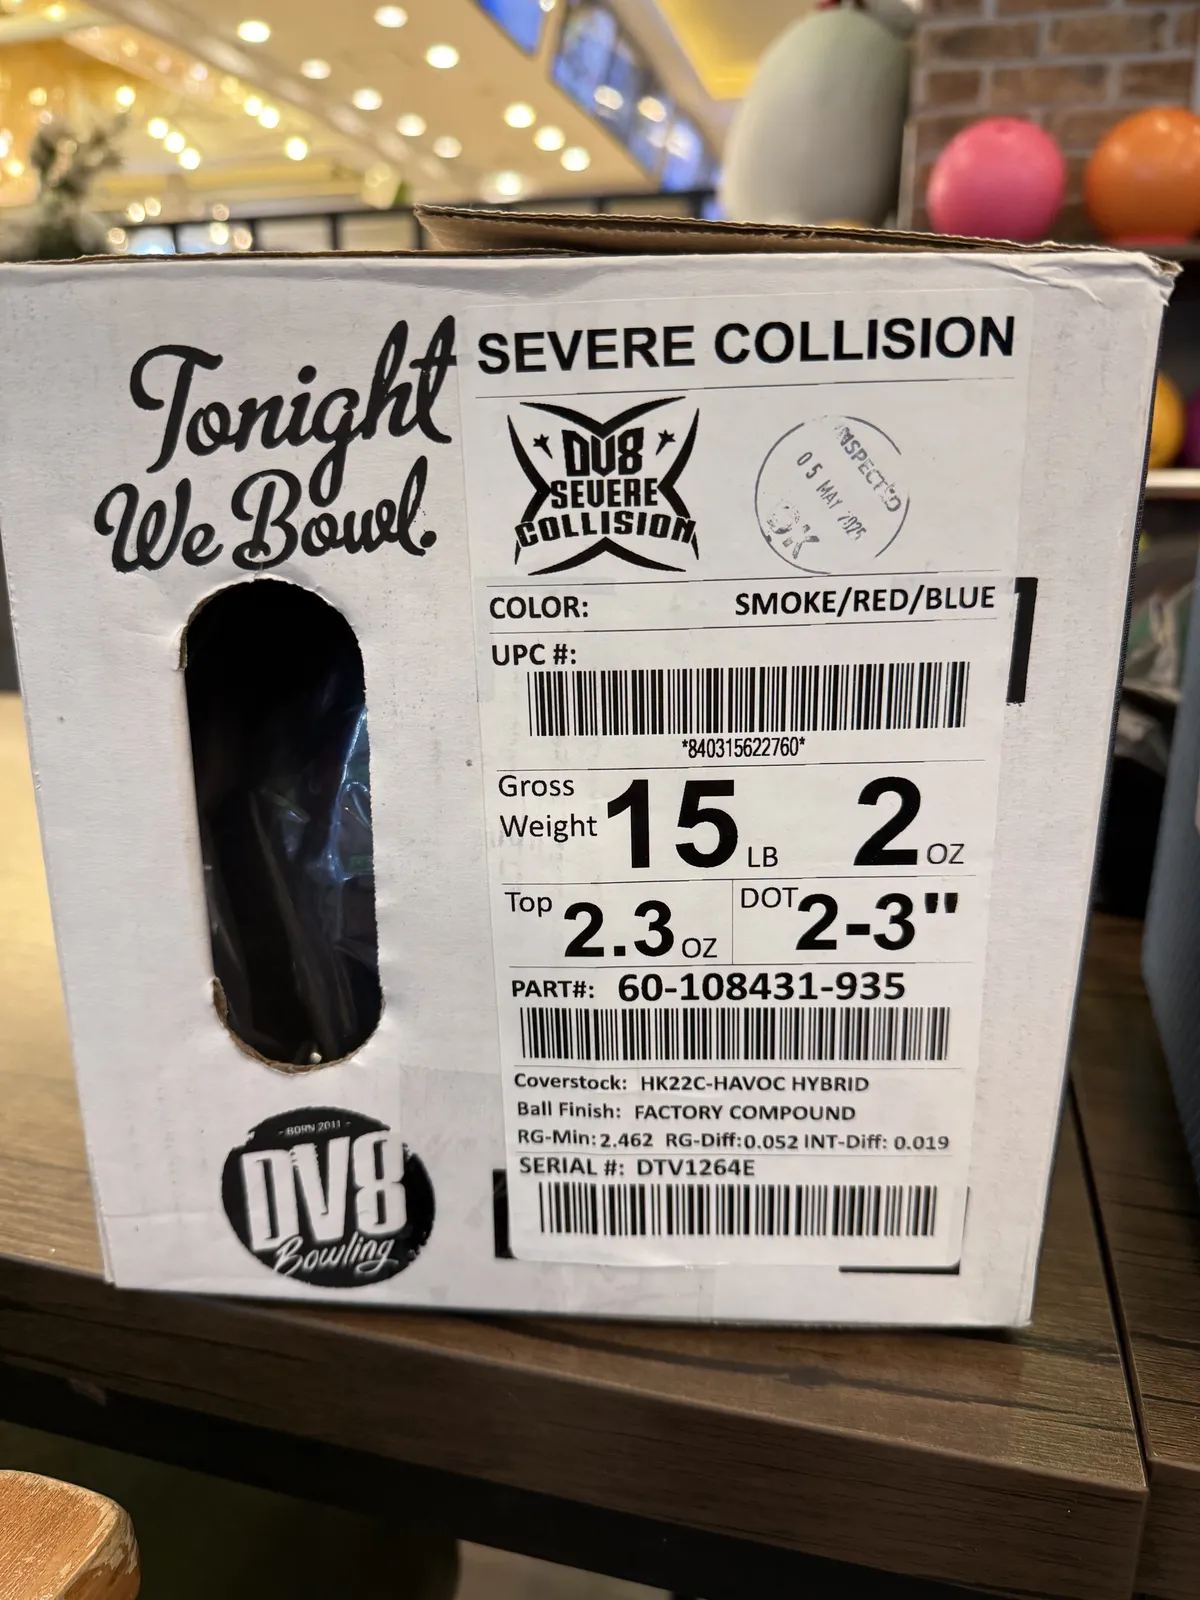 Tonight
We Bowl.
SEVERE COLLISION
DV8
SEVERE
COLLISION
INSPECTED
05 MAY 2025
COLOR: SMOKE/RED/BLUE
UPC #:
*840315622760*
Gross
Weight 15 LB 2 OZ
Top 2.3 OZ DOT 2-3"
PART#: 60-108431-935
Coverstock: HK22C-HAVOC HYBRID
Ball Finish: FACTORY COMPOUND
RG-Min: 2.462 RG-Diff: 0.052 INT-Diff: 0.019
SERIAL #: DTV1264E
- BORN 2011 -
DV8
Bowling